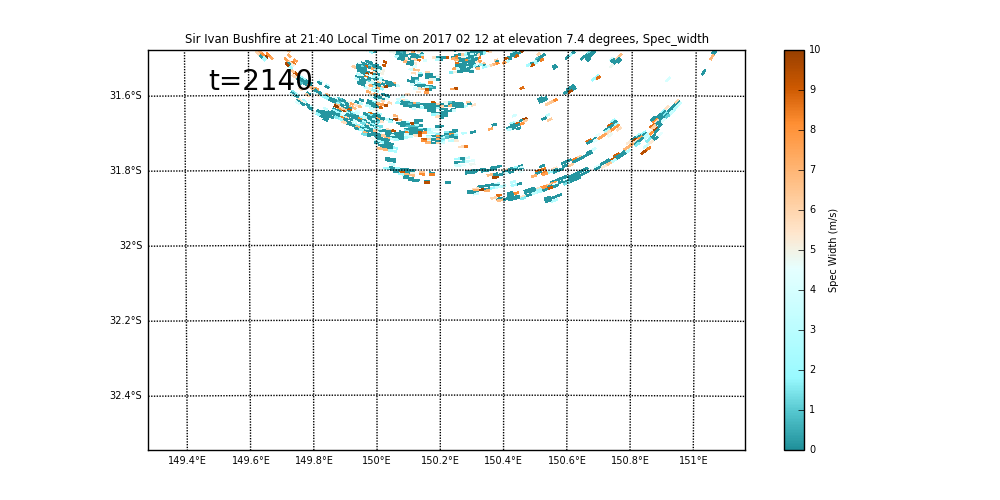 Sir Ivan Bushfire at 21:40 Local Time on 2017 02 12 at elevation 7.4 degrees, Spec_width
t=2140
31.6°S
31.8°S
32°S
32.2°S
32.4°S
149.4°E 149.6°E 149.8°E 150°E 150.2°E 150.4°E 150.6°E 150.8°E 151°E
10
9
8
7
6
5
4
3
2
1
0
Spec Width (m/s)